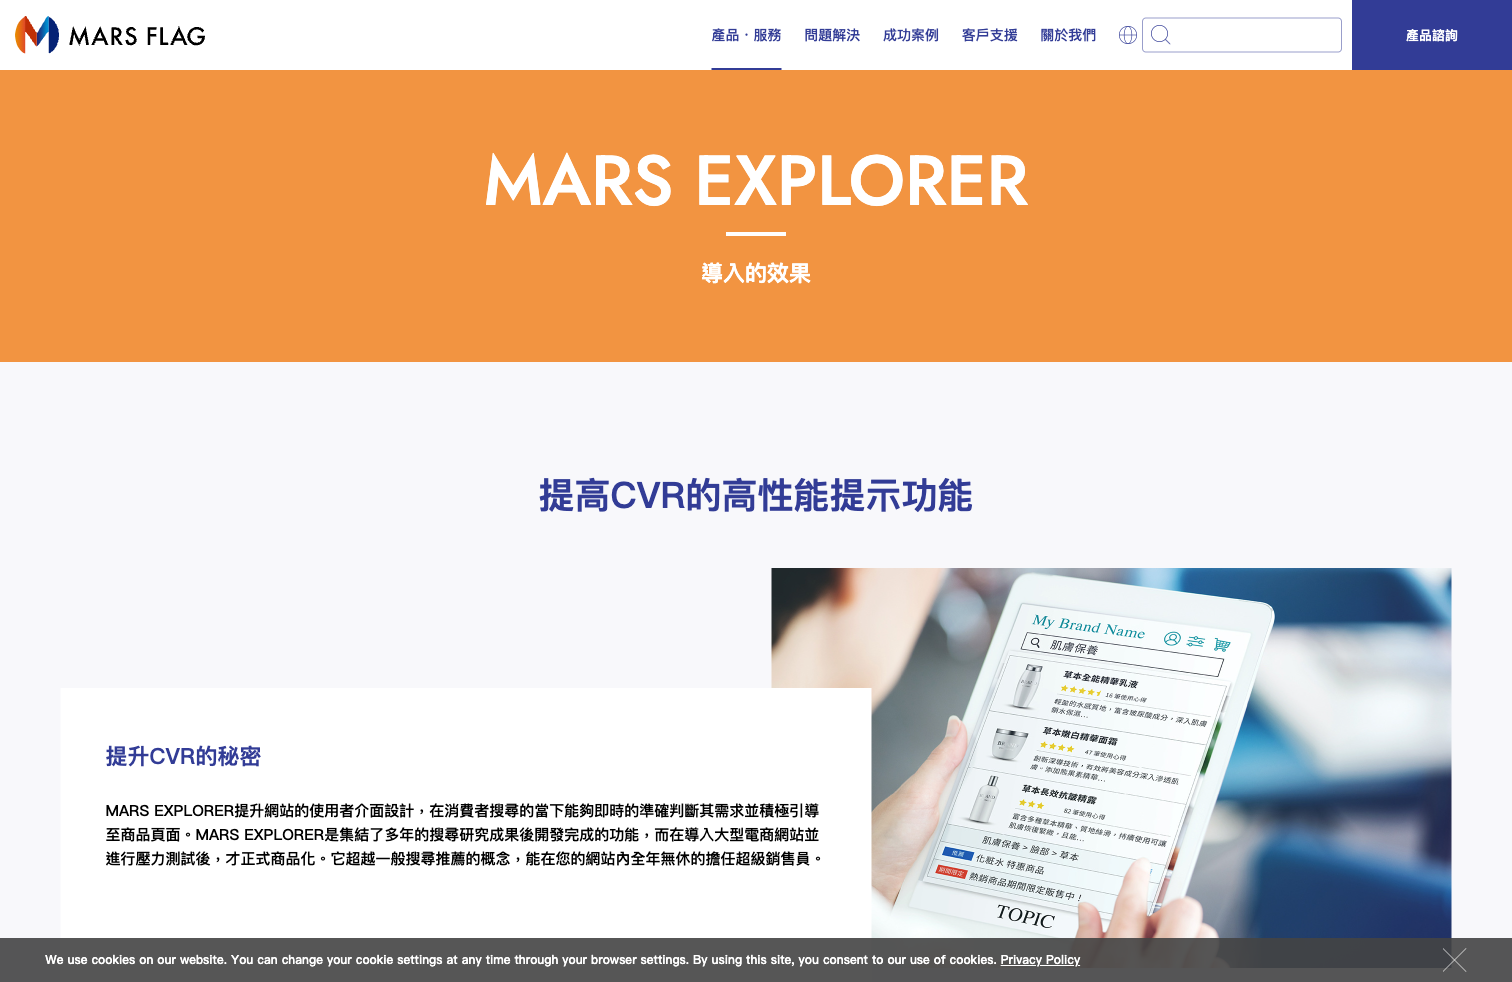 MARS FLAG
產品・服務
問題解決
成功案例
客戶支援
關於我們
產品諮詢
MARS EXPLORER
導入的效果
提高CVR的高性能提示功能
My Brand Name
肌膚保養
草本全能精華乳液
16 筆使用心得
輕盈的水感質地，富含玻尿酸成分，深入肌膚
鎖水保濕...
草本嫩白精華面霜
47 筆使用心得
創新深導技術，有效將美容成分深入滲透肌
膚。添加熊果素精華...
草本長效抗皺精露
82 筆使用心得
富含多種草本精華、質地絲滑，持續使用可讓
肌膚恢復緊緻，且能...
肌膚保養 > 臉部 > 草本
推薦 化粧水 特惠商品
期間限定 熱銷商品期間限定販售中！
TOPIC
提升CVR的秘密
MARS EXPLORER提升網站的使用者介面設計，在消費者搜尋的當下能夠即時的準確判斷其需求並積極引導
至商品頁面。MARS EXPLORER是集結了多年的搜尋研究成果後開發完成的功能，而在導入大型電商網站並
進行壓力測試後，才正式商品化。它超越一般搜尋推薦的概念，能在您的網站內全年無休的擔任超級銷售員。
We use cookies on our website. You can change your cookie settings at any time through your browser settings. By using this site, you consent to our use of cookies. Privacy Policy